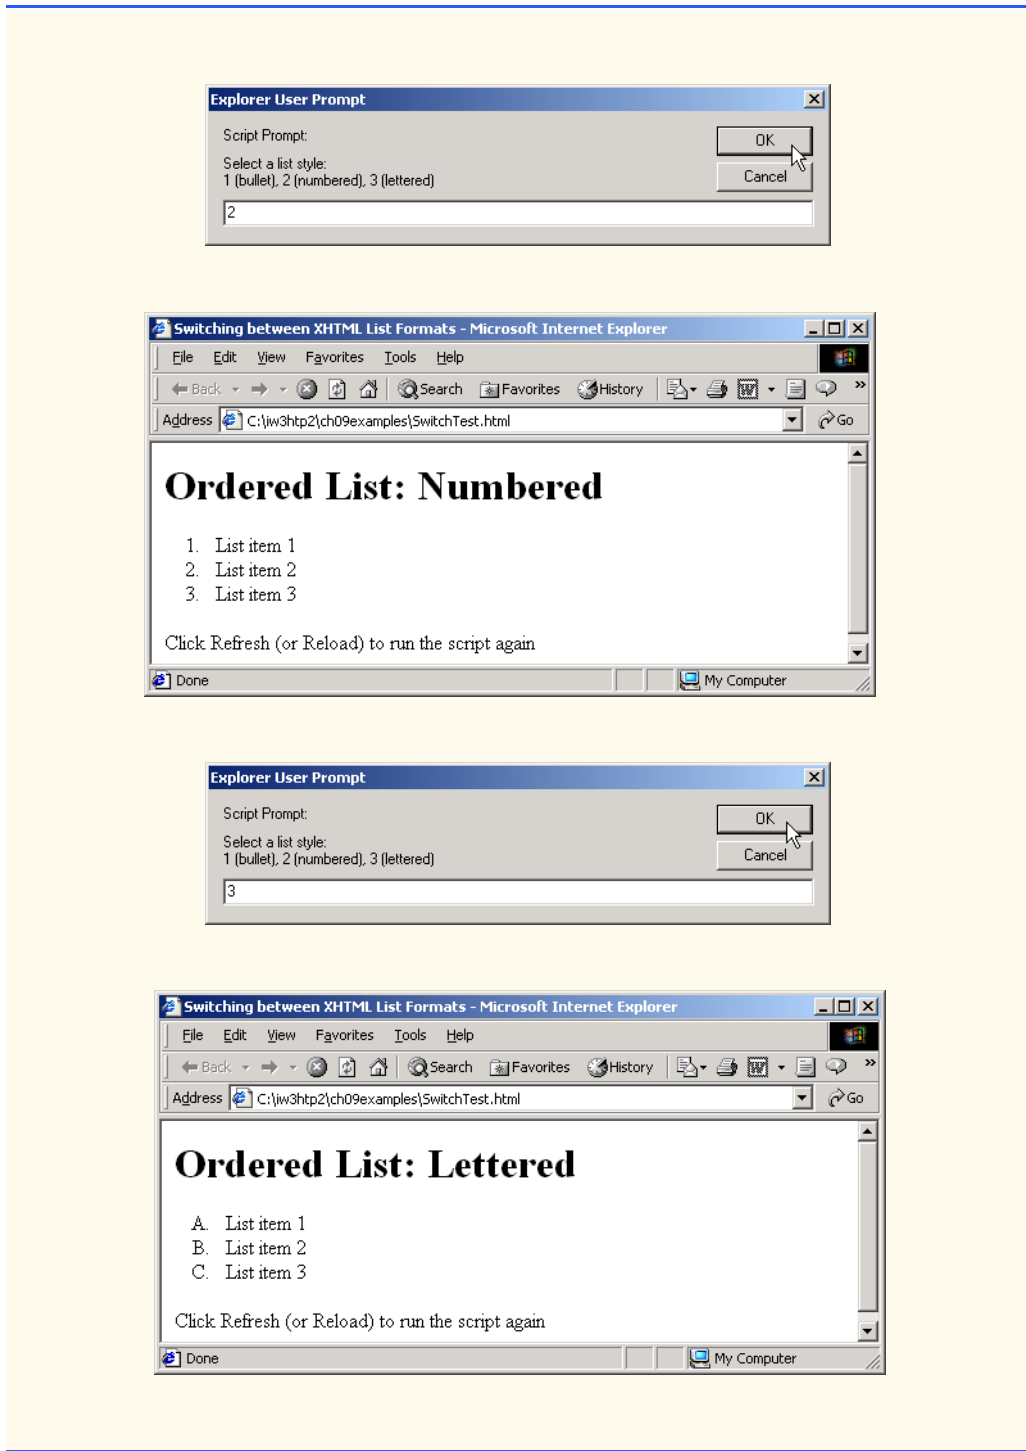 Explorer User Prompt
Script Prompt:
OK
Select a list style:
1 (bullet), 2 (numbered), 3 (lettered)
Cancel
2
Switching between XHTML List Formats - Microsoft Internet Explorer
File Edit View Favorites Tools Help
Back Search Favorites History »
Address C:\iw3htp2\ch09examples\SwitchTest.html Go
Ordered List: Numbered
1. List item 1
2. List item 2
3. List item 3
Click Refresh (or Reload) to run the script again
Done My Computer
Explorer User Prompt
Script Prompt:
OK
Select a list style:
1 (bullet), 2 (numbered), 3 (lettered)
Cancel
3
Switching between XHTML List Formats - Microsoft Internet Explorer
File Edit View Favorites Tools Help
Back Search Favorites History »
Address C:\iw3htp2\ch09examples\SwitchTest.html Go
Ordered List: Lettered
A. List item 1
B. List item 2
C. List item 3
Click Refresh (or Reload) to run the script again
Done My Computer